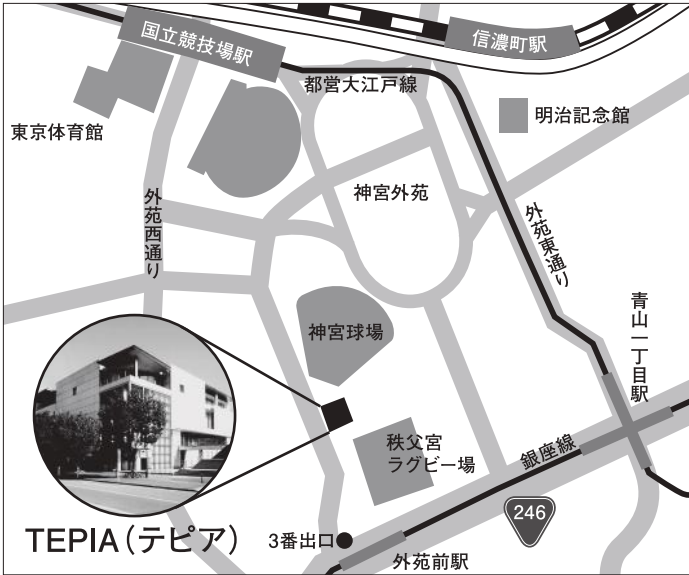 国立競技場駅
信濃町駅
都営大江戸線
明治記念館
東京体育館
神宮外苑
外苑西通り
外苑東通り
青山一丁目駅
神宮球場
秩父宮
ラグビー場
銀座線
246
TEPIA（テピア）
3番出口
外苑前駅